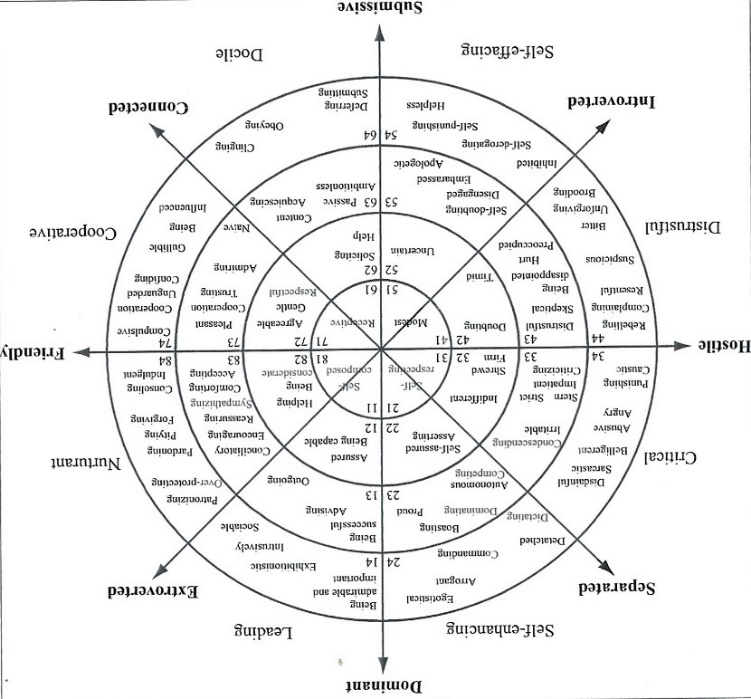 Dominant
Self-enhancing
Leading
Separated
Extroverted
Critical
Nurturant
Hostile
Friendly
Distrustful
Cooperative
Introverted
Connected
Self-effacing
Docile
Submissive
24
Egotistical
Arrogant
Commanding
Detatched
Dictating
23
Boasting
Proud
Dominating
Autonomous
Competing
22
Self-assured
Asserting
21
Self-
respecting
14
Being
admirable and
important
Exhibitionistic
Intrusively
Sociable
13
Being
successful
Advising
Outgoing
12
Assured
Being capable
11
Self-
composed
34
Disdainful
Sarcastic
Belligerent
Abusive
Angry
Punishing
Caustic
33
Condescending
Irritable
Stern Strict
Impatient
Criticizing
32
Indifferent
Shrewd
Firm
31
84
Patronizing
Over-protecting
Pardoning
Pitying
Forgiving
Consoling
Indulgent
83
Conciliatory
Encouraging
Reassuring
Sympathizing
Comforting
Accepting
82
Helping
Being
considerate
81
44
Rebelling
Complaining
Resentful
Suspicious
Bitter
Unforgiving
Brooding
Inhibited
43
Distrustful
Skeptical
Being
disappointed
Hurt
Preoccupied
42
Doubting
Timid
41
Modest
74
Compulsive
Cooperation
Unguarded
Confiding
Gullible
Being
Influenced
73
Pleasant
Cooperation
Trusting
Admiring
Naive
72
Agreeable
Gentle
Respectful
71
Receptive
51
52
Uncertain
53
Self-doubting
Disengaged
Embarassed
Apologetic
54
Self-derogating
Self-punishing
Helpless
61
62
Soliciting
Help
63
Passive
Ambitionless
Content
Acquiescing
64
Deferring
Submitting
Obeying
Clinging